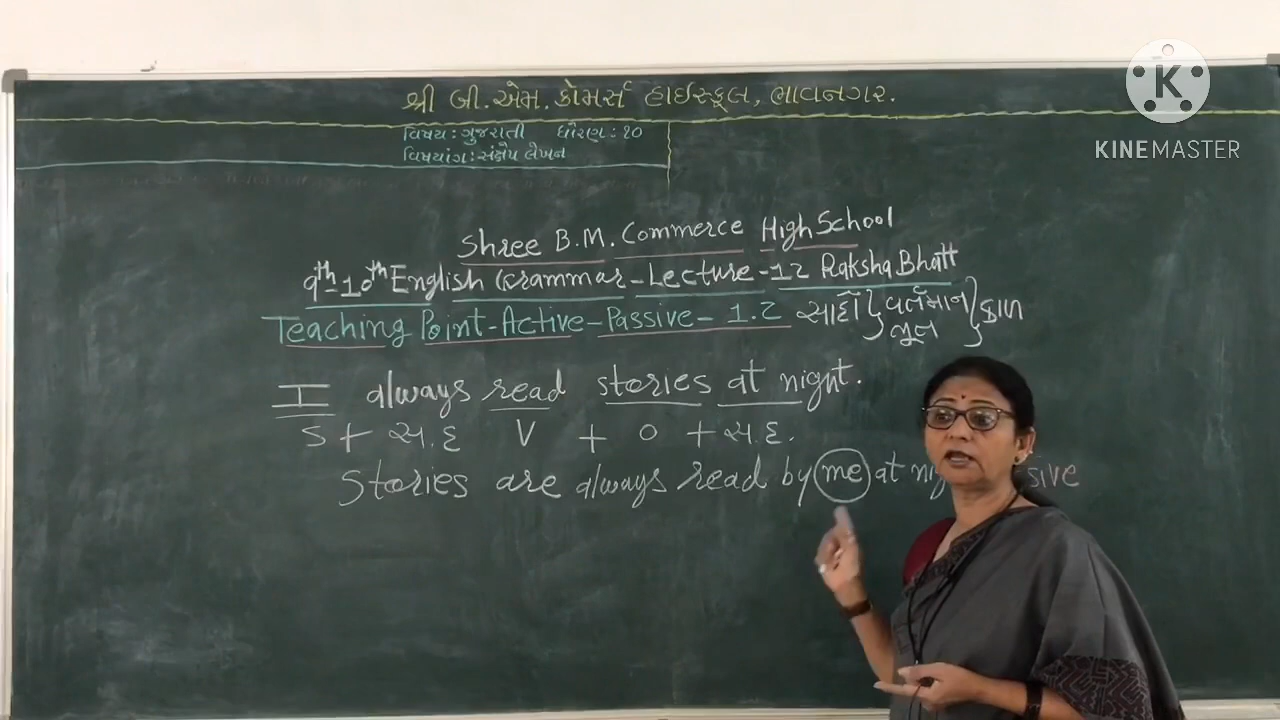 શ્રી બી.એમ.કોમર્સ હાઈસ્કૂલ, ભાવનગર.
વિષય: ગુજરાતી ધોરણ: ૧૦
વિષયાંગ: સંક્ષેપ લેખન
K
KINEMASTER
Shree B.M. Commerce High School
9th-10th English Grammar-Lecture-12 Raksha Bhatt
Teaching Point-Active-Passive-1.2 સાદો } વર્તમાન } કાળ
ભૂત
I always read stories at night.
S + સ.દ V + O + સ.દ.
Stories are always read by me at